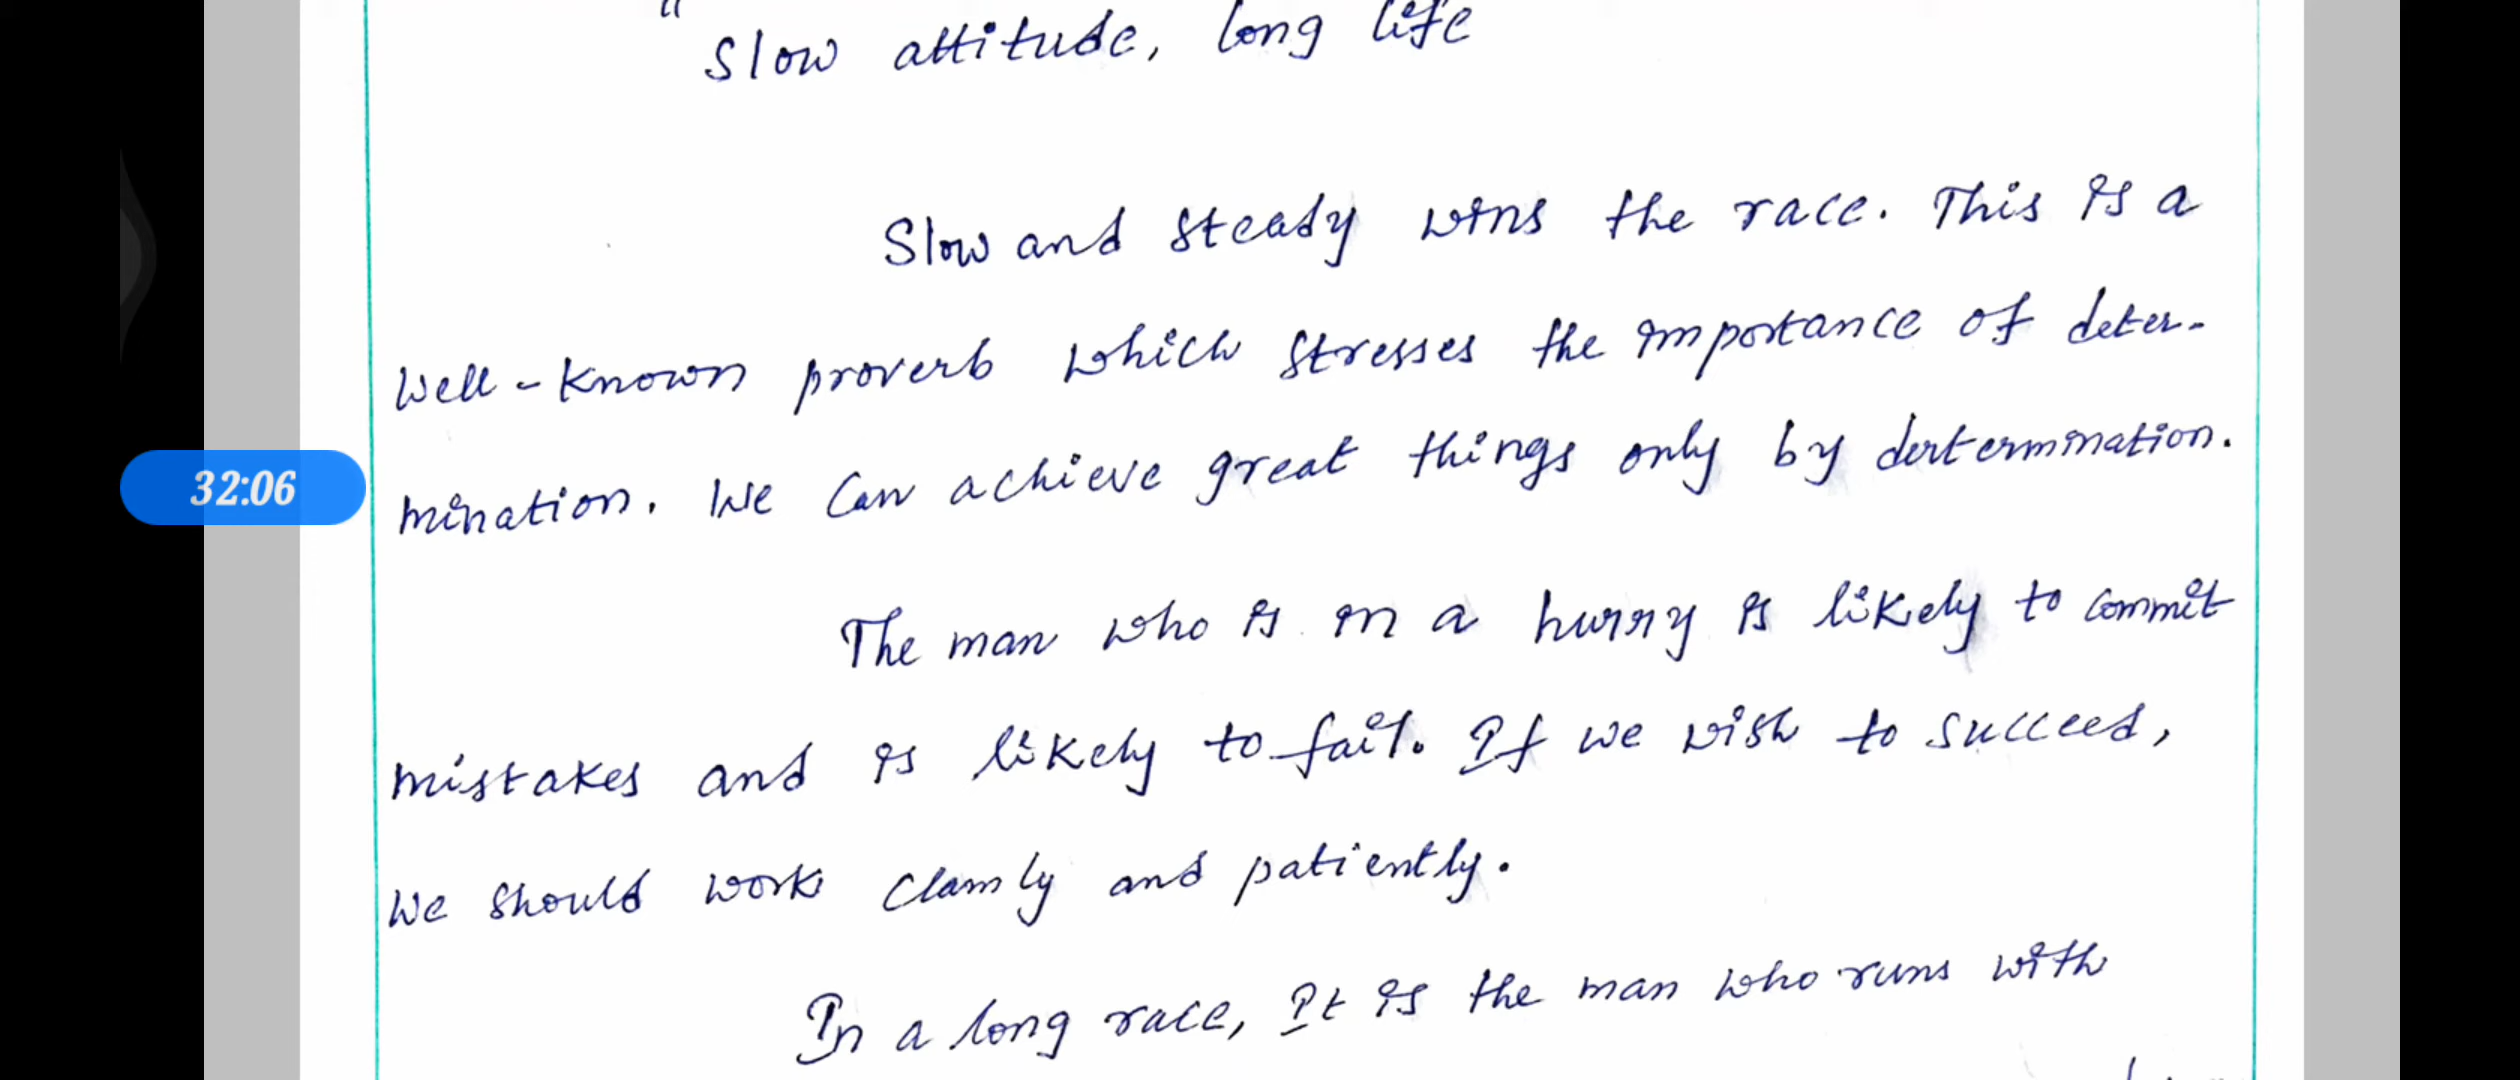 "
Slow attitude, long life
Slow and steady wins the race. This is a
well-known proverb which stresses the importance of deter-
mination. We can achieve great things only by dertermination.
32:06
The man who is in a hurry is likely to commit
mistakes and is likely to fail. If we wish to succeed,
we should work clamly and patiently.
In a long race, It is the man who runs with